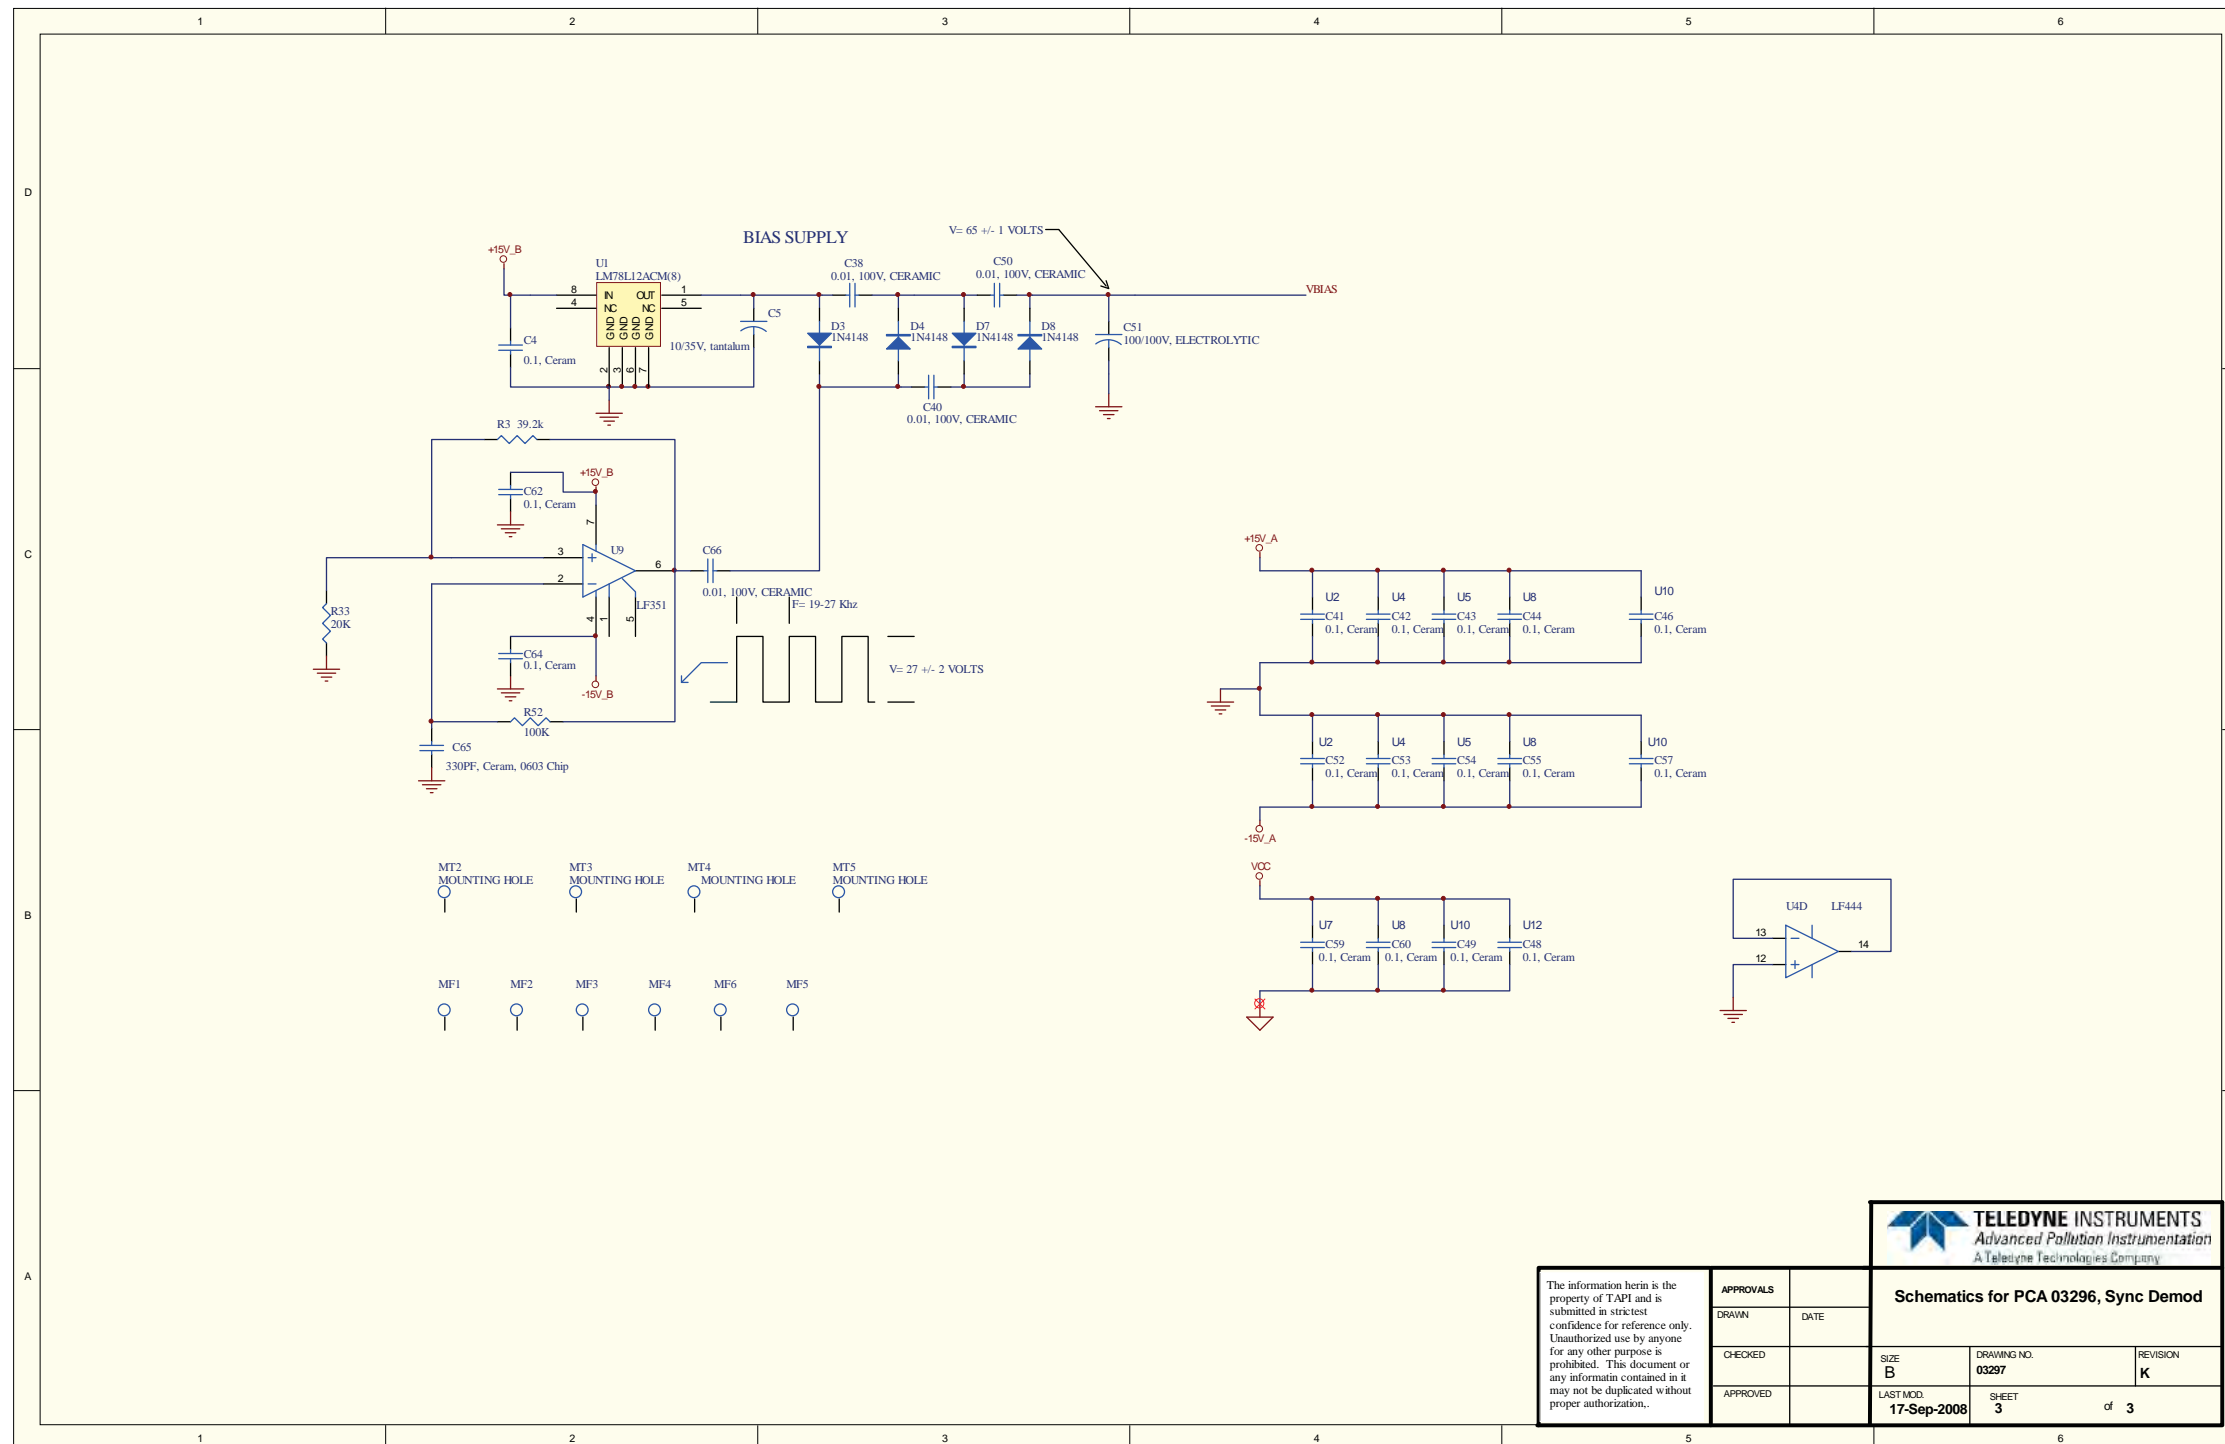 1 2 3 4 5 6
D
C
B
A
BIAS SUPPLY
V= 65 +/- 1 VOLTS
+15V_B
U1
LM78L12ACM(8)
8 IN OUT 1
4 NC NC 5
GND GND GND GND
2 3 6 7
C4
0.1, Ceram
C5
10/35V, tantalum
C38
0.01, 100V, CERAMIC
C50
0.01, 100V, CERAMIC
VBIAS
D3
1N4148
D4
1N4148
D7
1N4148
D8
1N4148
C51
100/100V, ELECTROLYTIC
C40
0.01, 100V, CERAMIC
R3 39.2k
+15V_B
C62
0.1, Ceram
7
3
+
U9
6
2
−
LF351
4 1 5
C66
0.01, 100V, CERAMIC
F= 19-27 Khz
V= 27 +/- 2 VOLTS
R33
20K
C64
0.1, Ceram
-15V_B
R52
100K
C65
330PF, Ceram, 0603 Chip
+15V_A
U2
C41
0.1, Ceram
U4
C42
0.1, Ceram
U5
C43
0.1, Ceram
U8
C44
0.1, Ceram
U10
C46
0.1, Ceram
U2
C52
0.1, Ceram
U4
C53
0.1, Ceram
U5
C54
0.1, Ceram
U8
C55
0.1, Ceram
U10
C57
0.1, Ceram
-15V_A
VCC
U7
C59
0.1, Ceram
U8
C60
0.1, Ceram
U10
C49
0.1, Ceram
U12
C48
0.1, Ceram
U4D LF444
13
−
14
12
+
MT2
MOUNTING HOLE
MT3
MOUNTING HOLE
MT4
MOUNTING HOLE
MT5
MOUNTING HOLE
MF1 MF2 MF3 MF4 MF6 MF5
TELEDYNE INSTRUMENTS
Advanced Pollution Instrumentation
A Teledyne Technologies Company
The information herin is the
property of TAPI and is
submitted in strictest
confidence for reference only.
Unauthorized use by anyone
for any other purpose is
prohibited. This document or
any informatin contained in it
may not be duplicated without
proper authorization,.
APPROVALS
DRAWN
DATE
CHECKED
APPROVED
Schematics for PCA 03296, Sync Demod
SIZE
B
DRAWING NO.
03297
REVISION
K
LAST MOD.
17-Sep-2008
SHEET
3 of 3
1 2 3 4 5 6